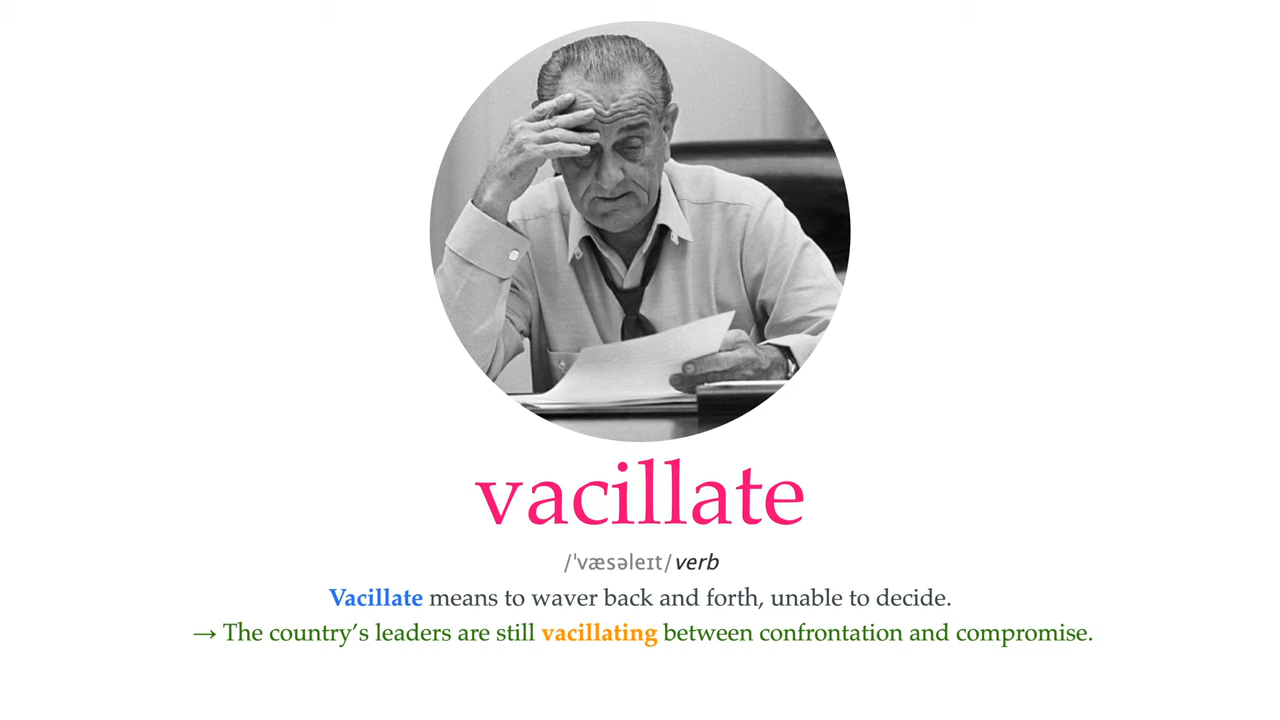 vacillate
/ˈvæsəleɪt/ verb
Vacillate means to waver back and forth, unable to decide.
→ The country’s leaders are still vacillating between confrontation and compromise.